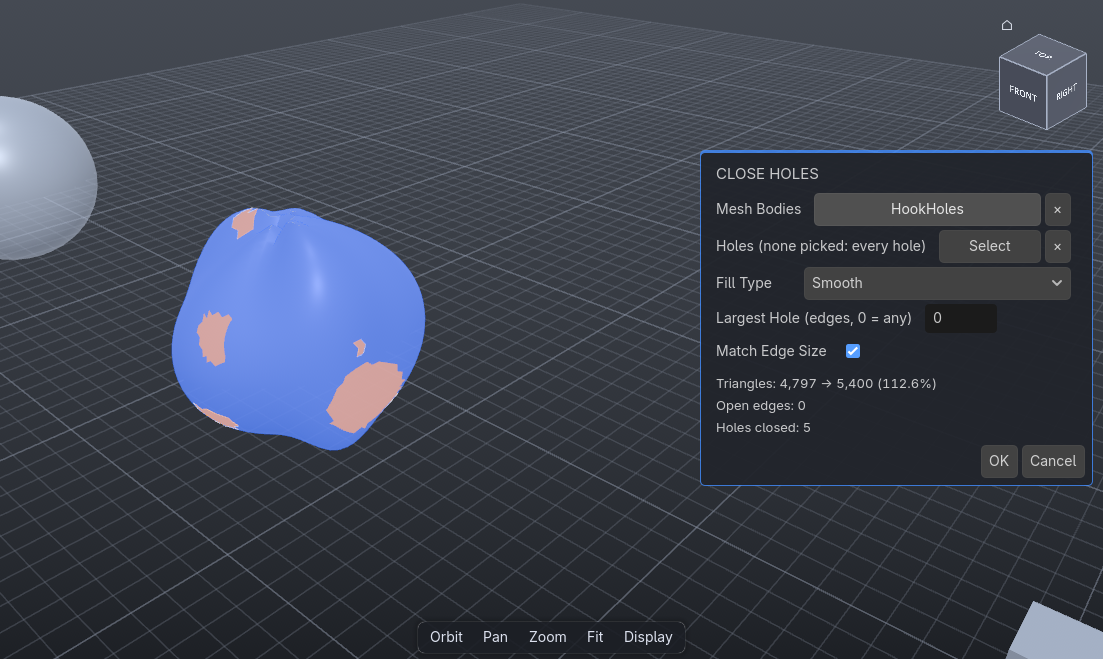 TOP
FRONT
RIGHT
CLOSE HOLES
Mesh Bodies HookHoles ×
Holes (none picked: every hole) Select ×
Fill Type Smooth
Largest Hole (edges, 0 = any) 0
Match Edge Size
Triangles: 4,797 → 5,400 (112.6%)
Open edges: 0
Holes closed: 5
OK Cancel
Orbit Pan Zoom Fit Display